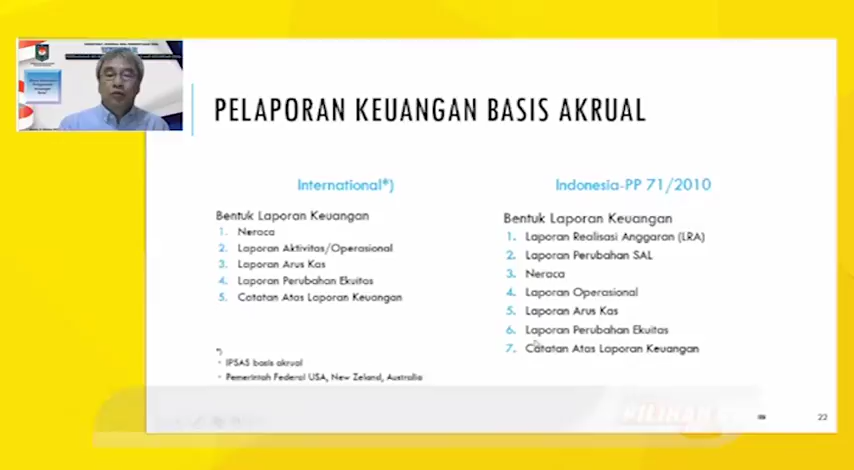 PELAPORAN KEUANGAN BASIS AKRUAL
International*)
Bentuk Laporan Keuangan
1. Neraca
2. Laporan Aktivitas/Operasional
3. Laporan Arus Kas
4. Laporan Perubahan Ekuitas
5. Catatan Atas Laporan Keuangan
*)
- IPSAS basis akrual
- Pemerintah Federal USA, New Zeland, Australia
Indonesia-PP 71/2010
Bentuk Laporan Keuangan
1. Laporan Realisasi Anggaran (LRA)
2. Laporan Perubahan SAL
3. Neraca
4. Laporan Operasional
5. Laporan Arus Kas
6. Laporan Perubahan Ekuitas
7. Catatan Atas Laporan Keuangan
22